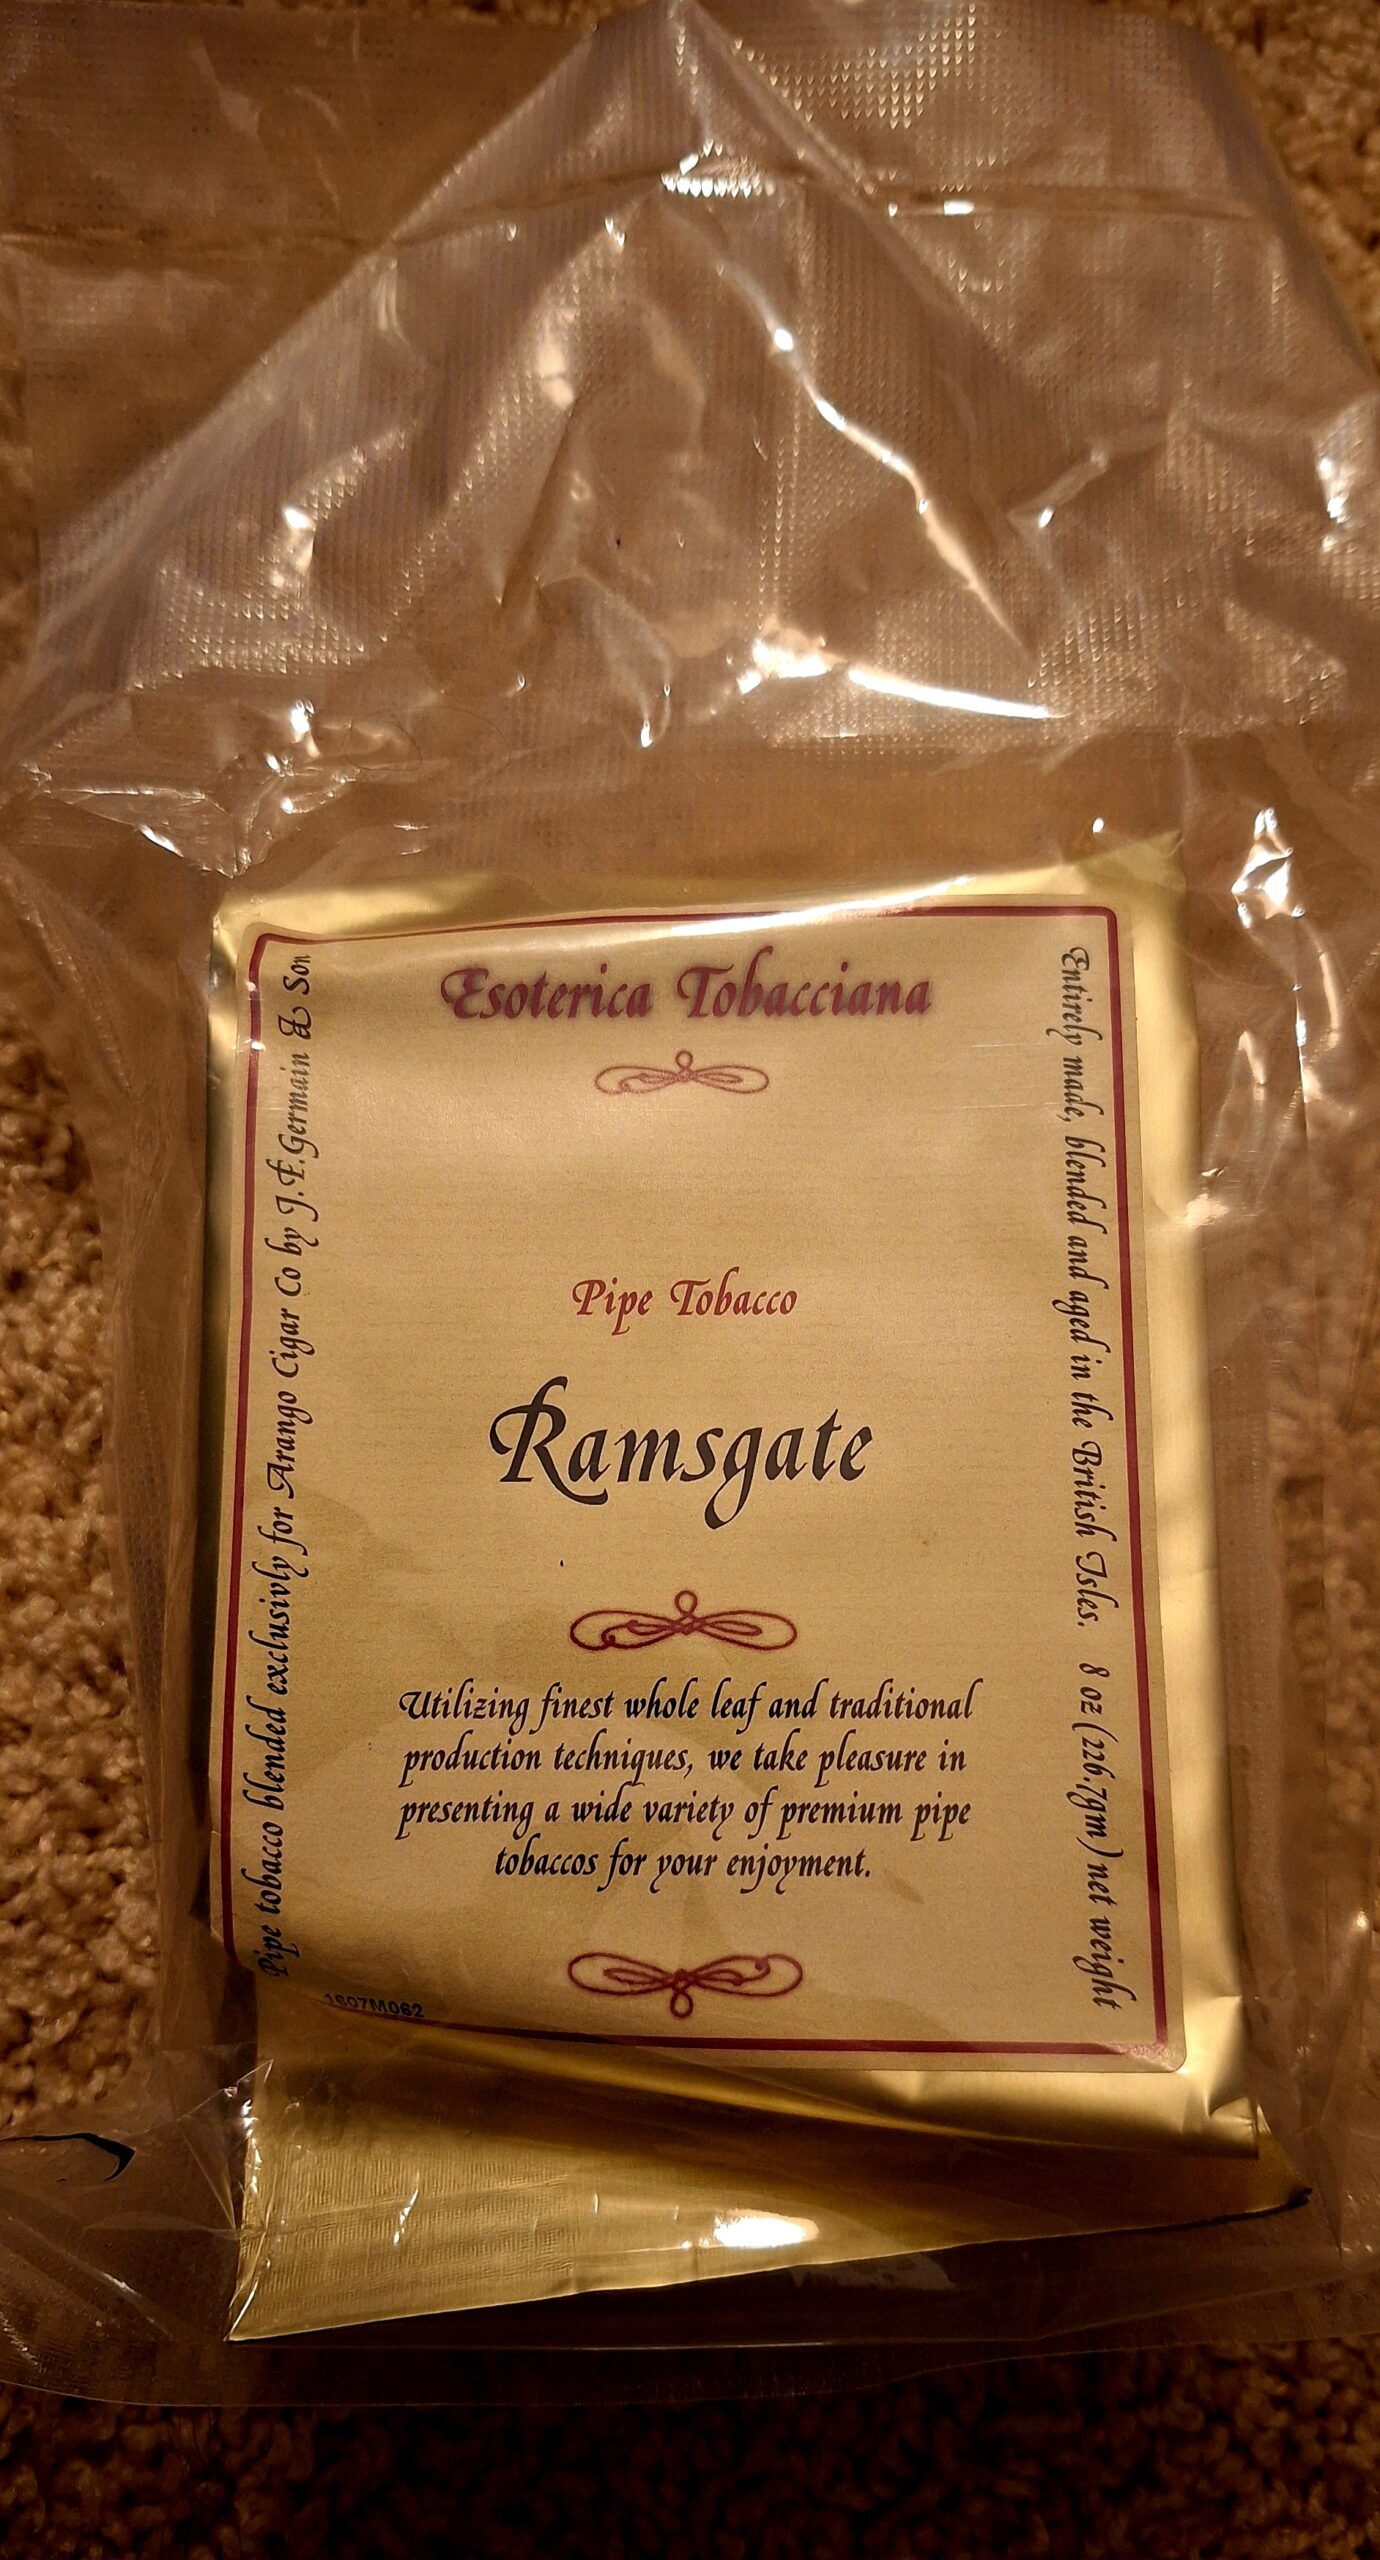 Esoterica Tobacciana
Pipe Tobacco
Ramsgate
Utilizing finest whole leaf and traditional
production techniques, we take pleasure in
presenting a wide variety of premium pipe
tobaccos for your enjoyment.
Pipe tobacco blended exclusivly for Arango Cigar Co by J.F.Germain & Son
Entirely made, blended and aged in the British Isles. 8 oz (226.7gm) net weight
1607M062